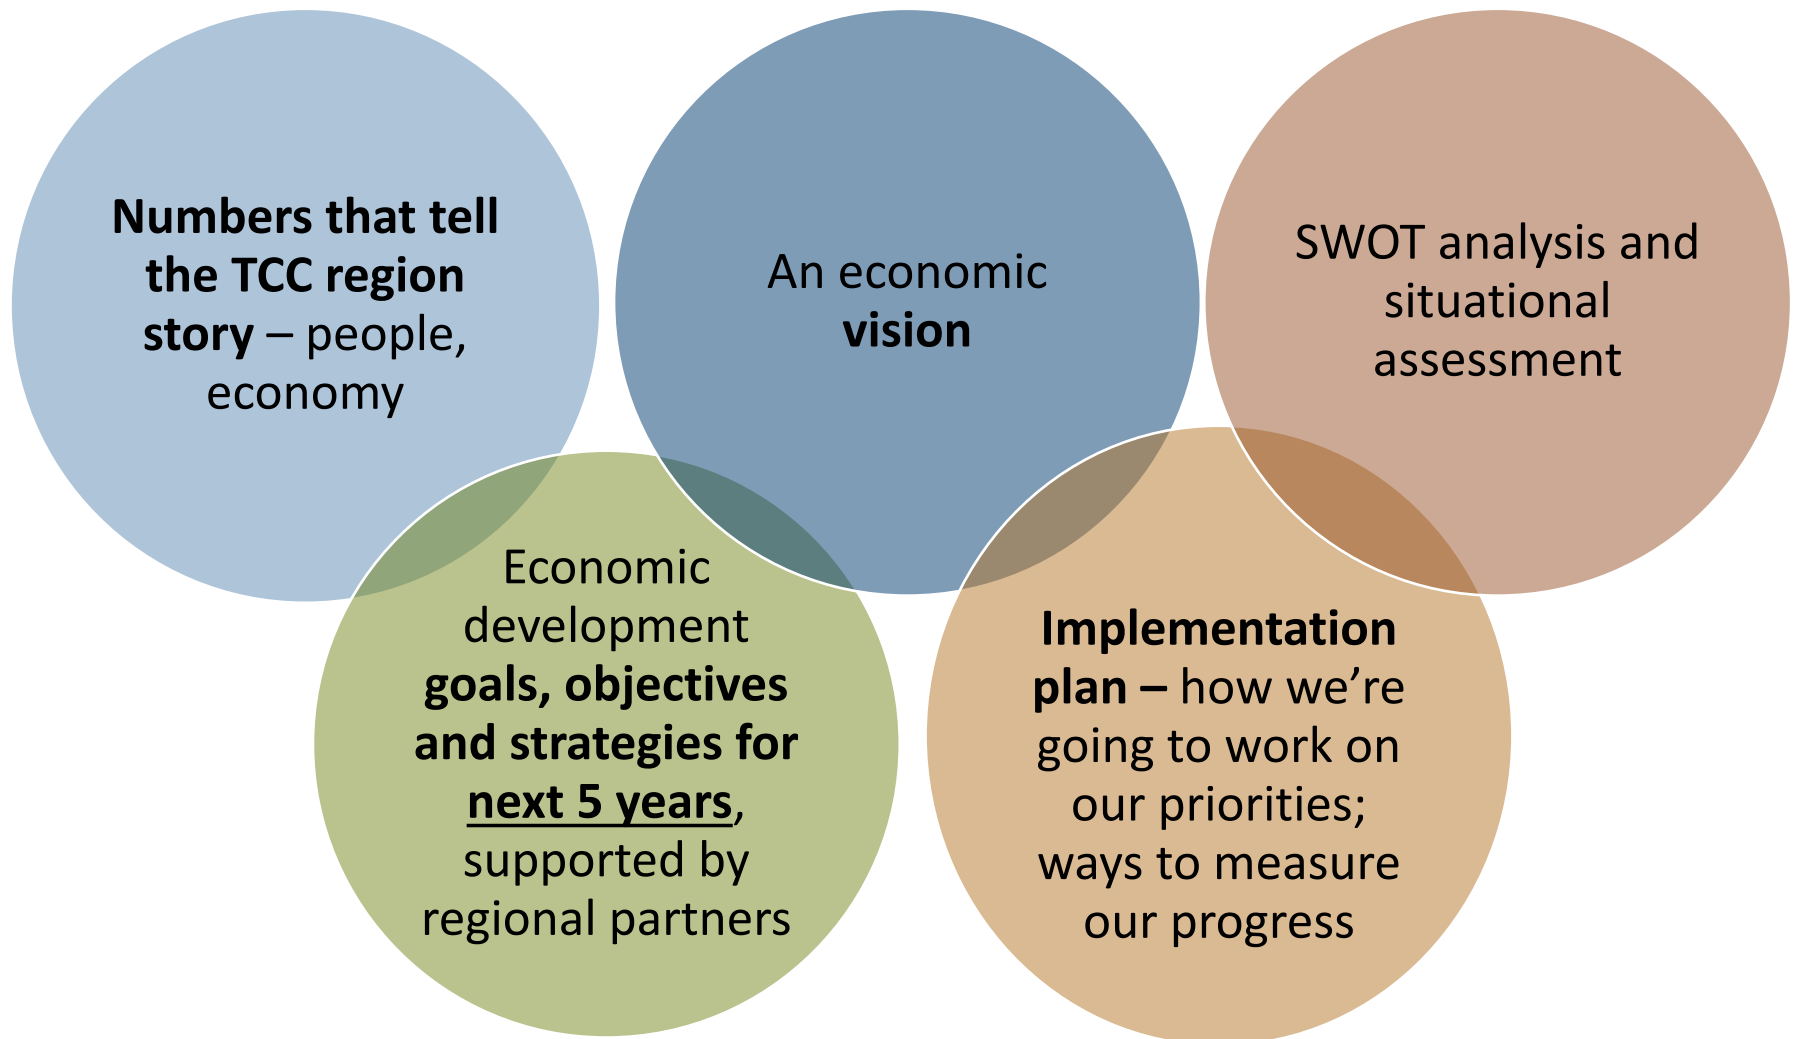 Numbers that tell
the TCC region
story – people,
economy
An economic
vision
SWOT analysis and
situational
assessment
Economic
development
goals, objectives
and strategies for
next 5 years,
supported by
regional partners
Implementation
plan – how we’re
going to work on
our priorities;
ways to measure
our progress